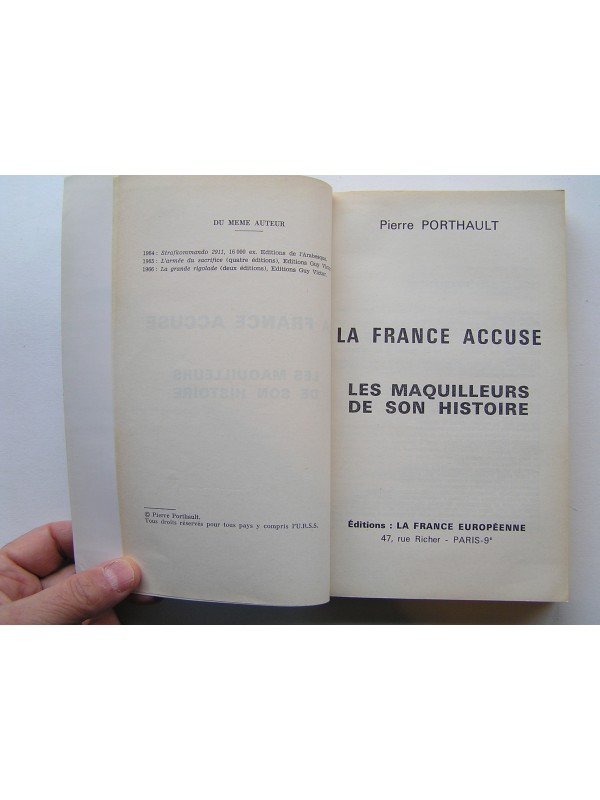 DU MEME AUTEUR
1964 : Strafkommando 2911, 16 000 ex. Editions de l'Arabesque.
1965 : L'armée du sacrifice (quatre éditions), Editions Guy
1966 : La grande rigolade (deux éditions), Editions Guy Victor.
© Pierre Porthault.
Tous droits réservés pour tous pays y compris l'U.R.S.S.
Pierre PORTHAULT
LA FRANCE ACCUSE
LES MAQUILLEURS
DE SON HISTOIRE
Éditions : LA FRANCE EUROPÉENNE
47, rue Richer - PARIS-9e